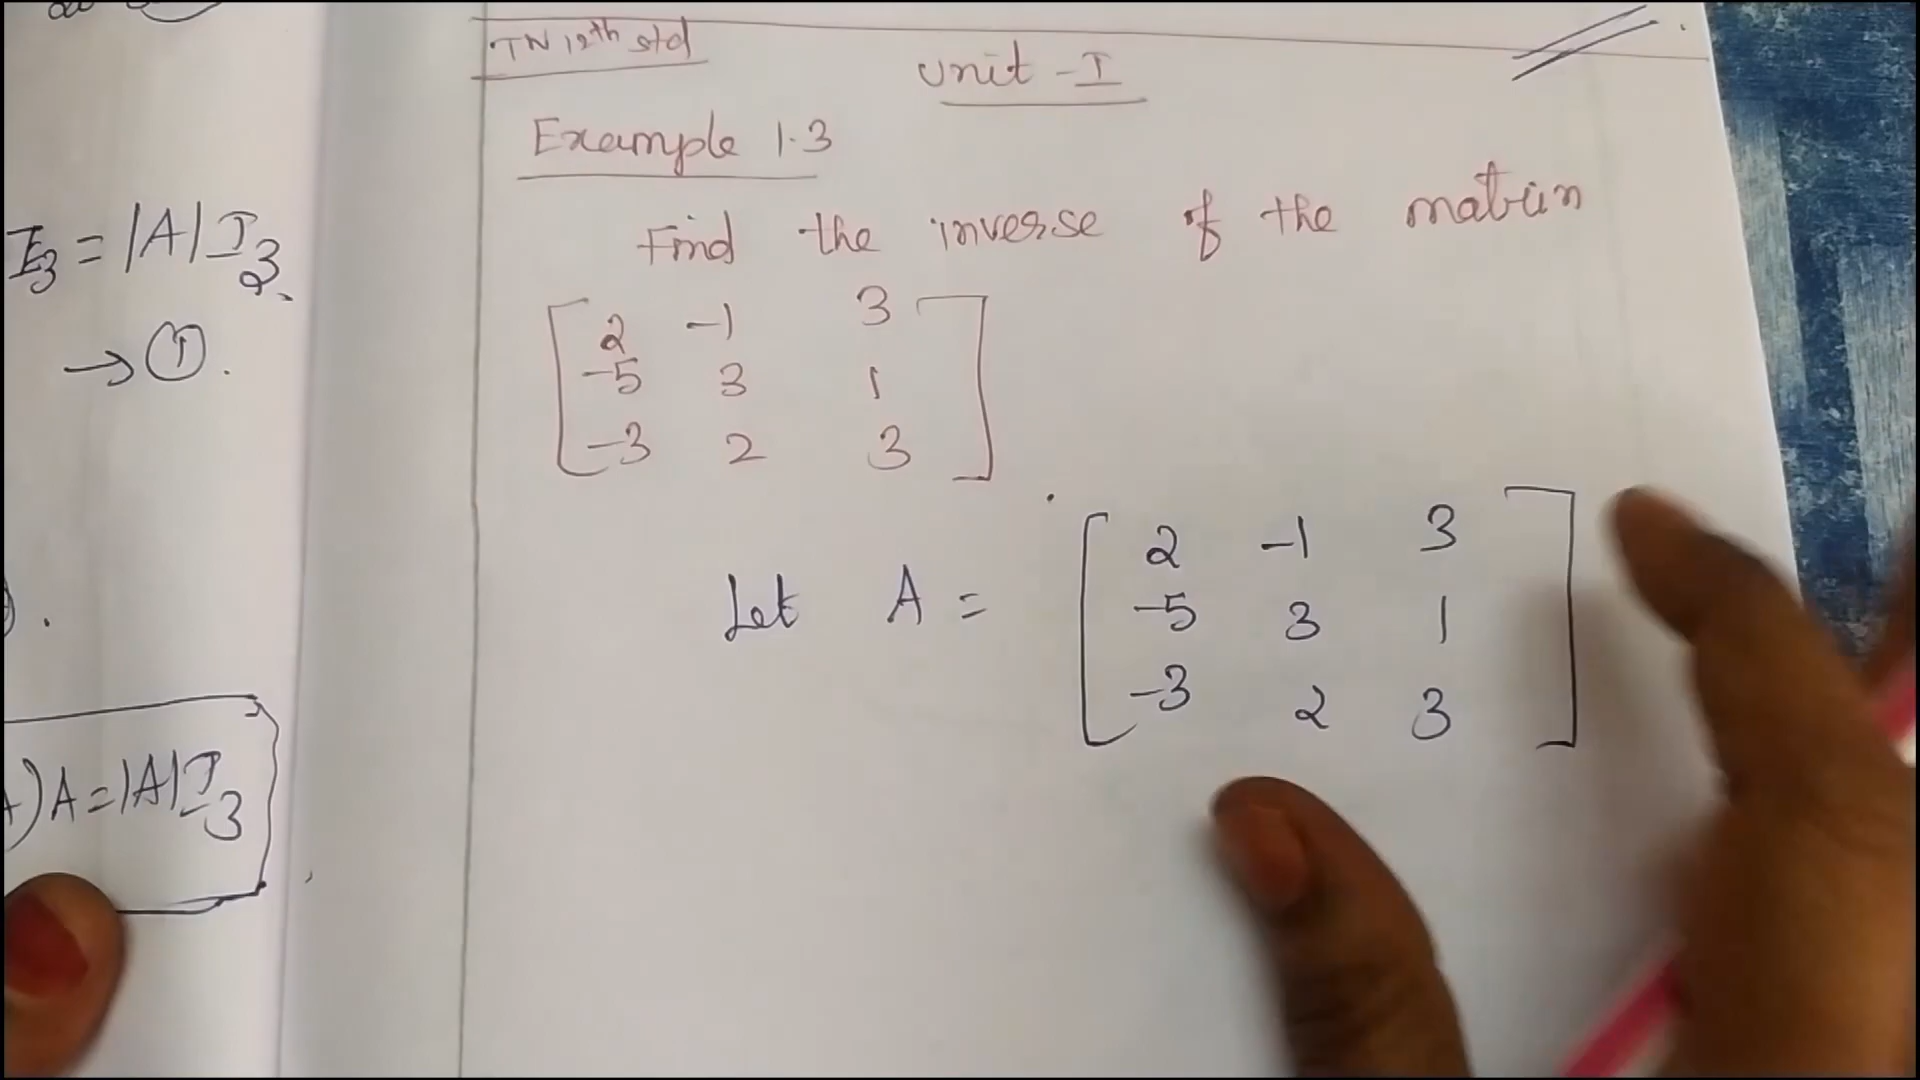 I3 = |A| I3
→ ①.
A = |A| I3
TN 12th std
Unit - I
Example 1.3
Find the inverse of the matrix
2 -1 3
-5 3 1
-3 2 3
Let A =
2 -1 3
-5 3 1
-3 2 3